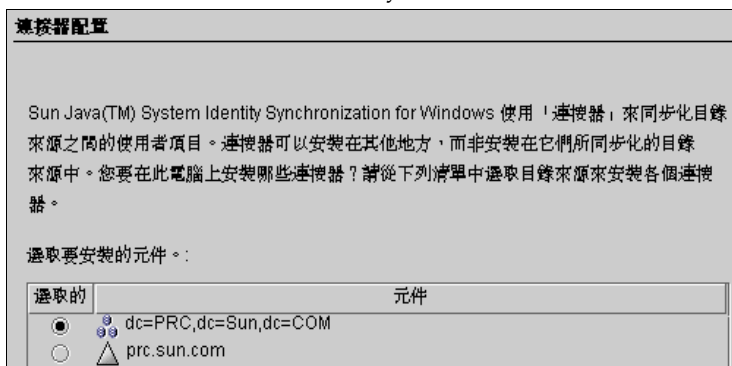 連接器配置
Sun Java(TM) System Identity Synchronization for Windows 使用「連接器」來同步化目錄
來源之間的使用者項目。連接器可以安裝在其他地方，而非安裝在它們所同步化的目錄
來源中。您要在此電腦上安裝哪些連接器？請從下列清單中選取目錄來源來安裝各個連接
器。
選取要安裝的元件。:
選取的 元件
dc=PRC,dc=Sun,dc=COM
prc.sun.com